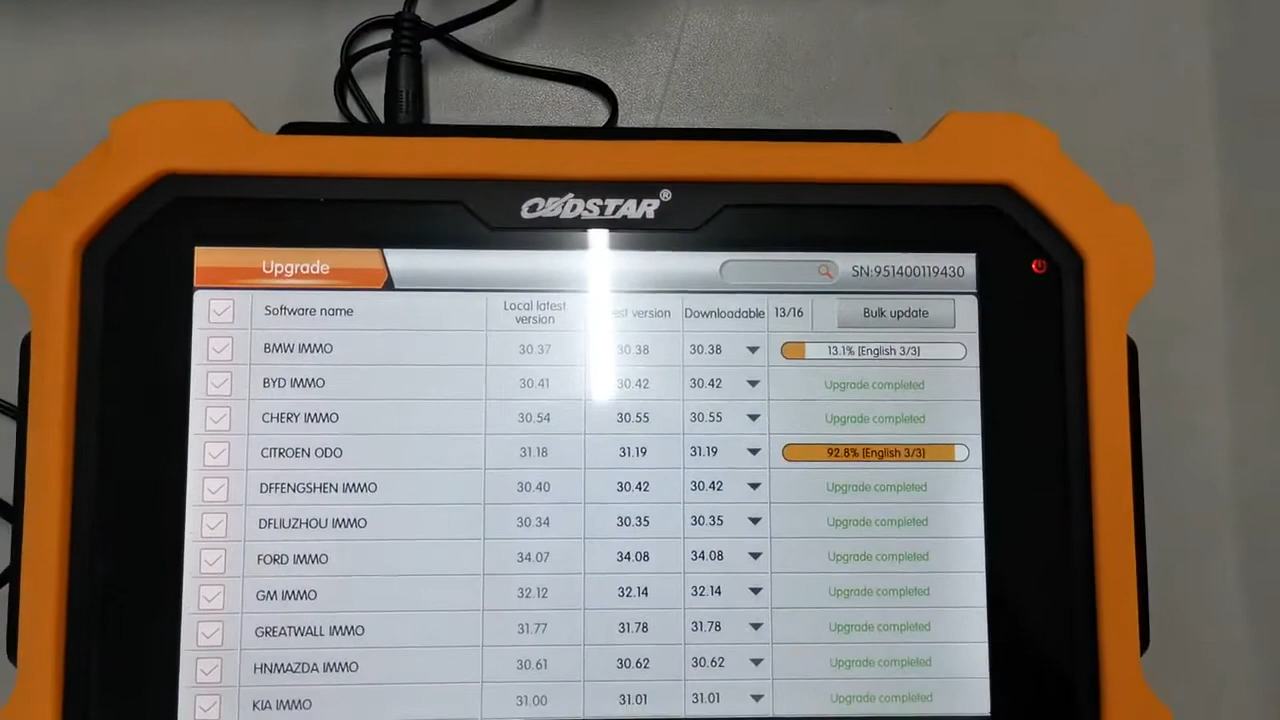 OBDSTAR®
Upgrade SN:951400119430
Software name Local latest version version Downloadable 13/16 Bulk update
BMW IMMO 30.37 30.38 30.38 13.1% [English 3/3]
BYD IMMO 30.41 30.42 30.42 Upgrade completed
CHERY IMMO 30.54 30.55 30.55 Upgrade completed
CITROEN ODO 31.18 31.19 31.19 92.8% [English 3/3]
DFFENGSHEN IMMO 30.40 30.42 30.42 Upgrade completed
DFLIUZHOU IMMO 30.34 30.35 30.35 Upgrade completed
FORD IMMO 34.07 34.08 34.08 Upgrade completed
GM IMMO 32.12 32.14 32.14 Upgrade completed
GREATWALL IMMO 31.77 31.78 31.78 Upgrade completed
HNMAZDA IMMO 30.61 30.62 30.62 Upgrade completed
KIA IMMO 31.00 31.01 31.01 Upgrade completed